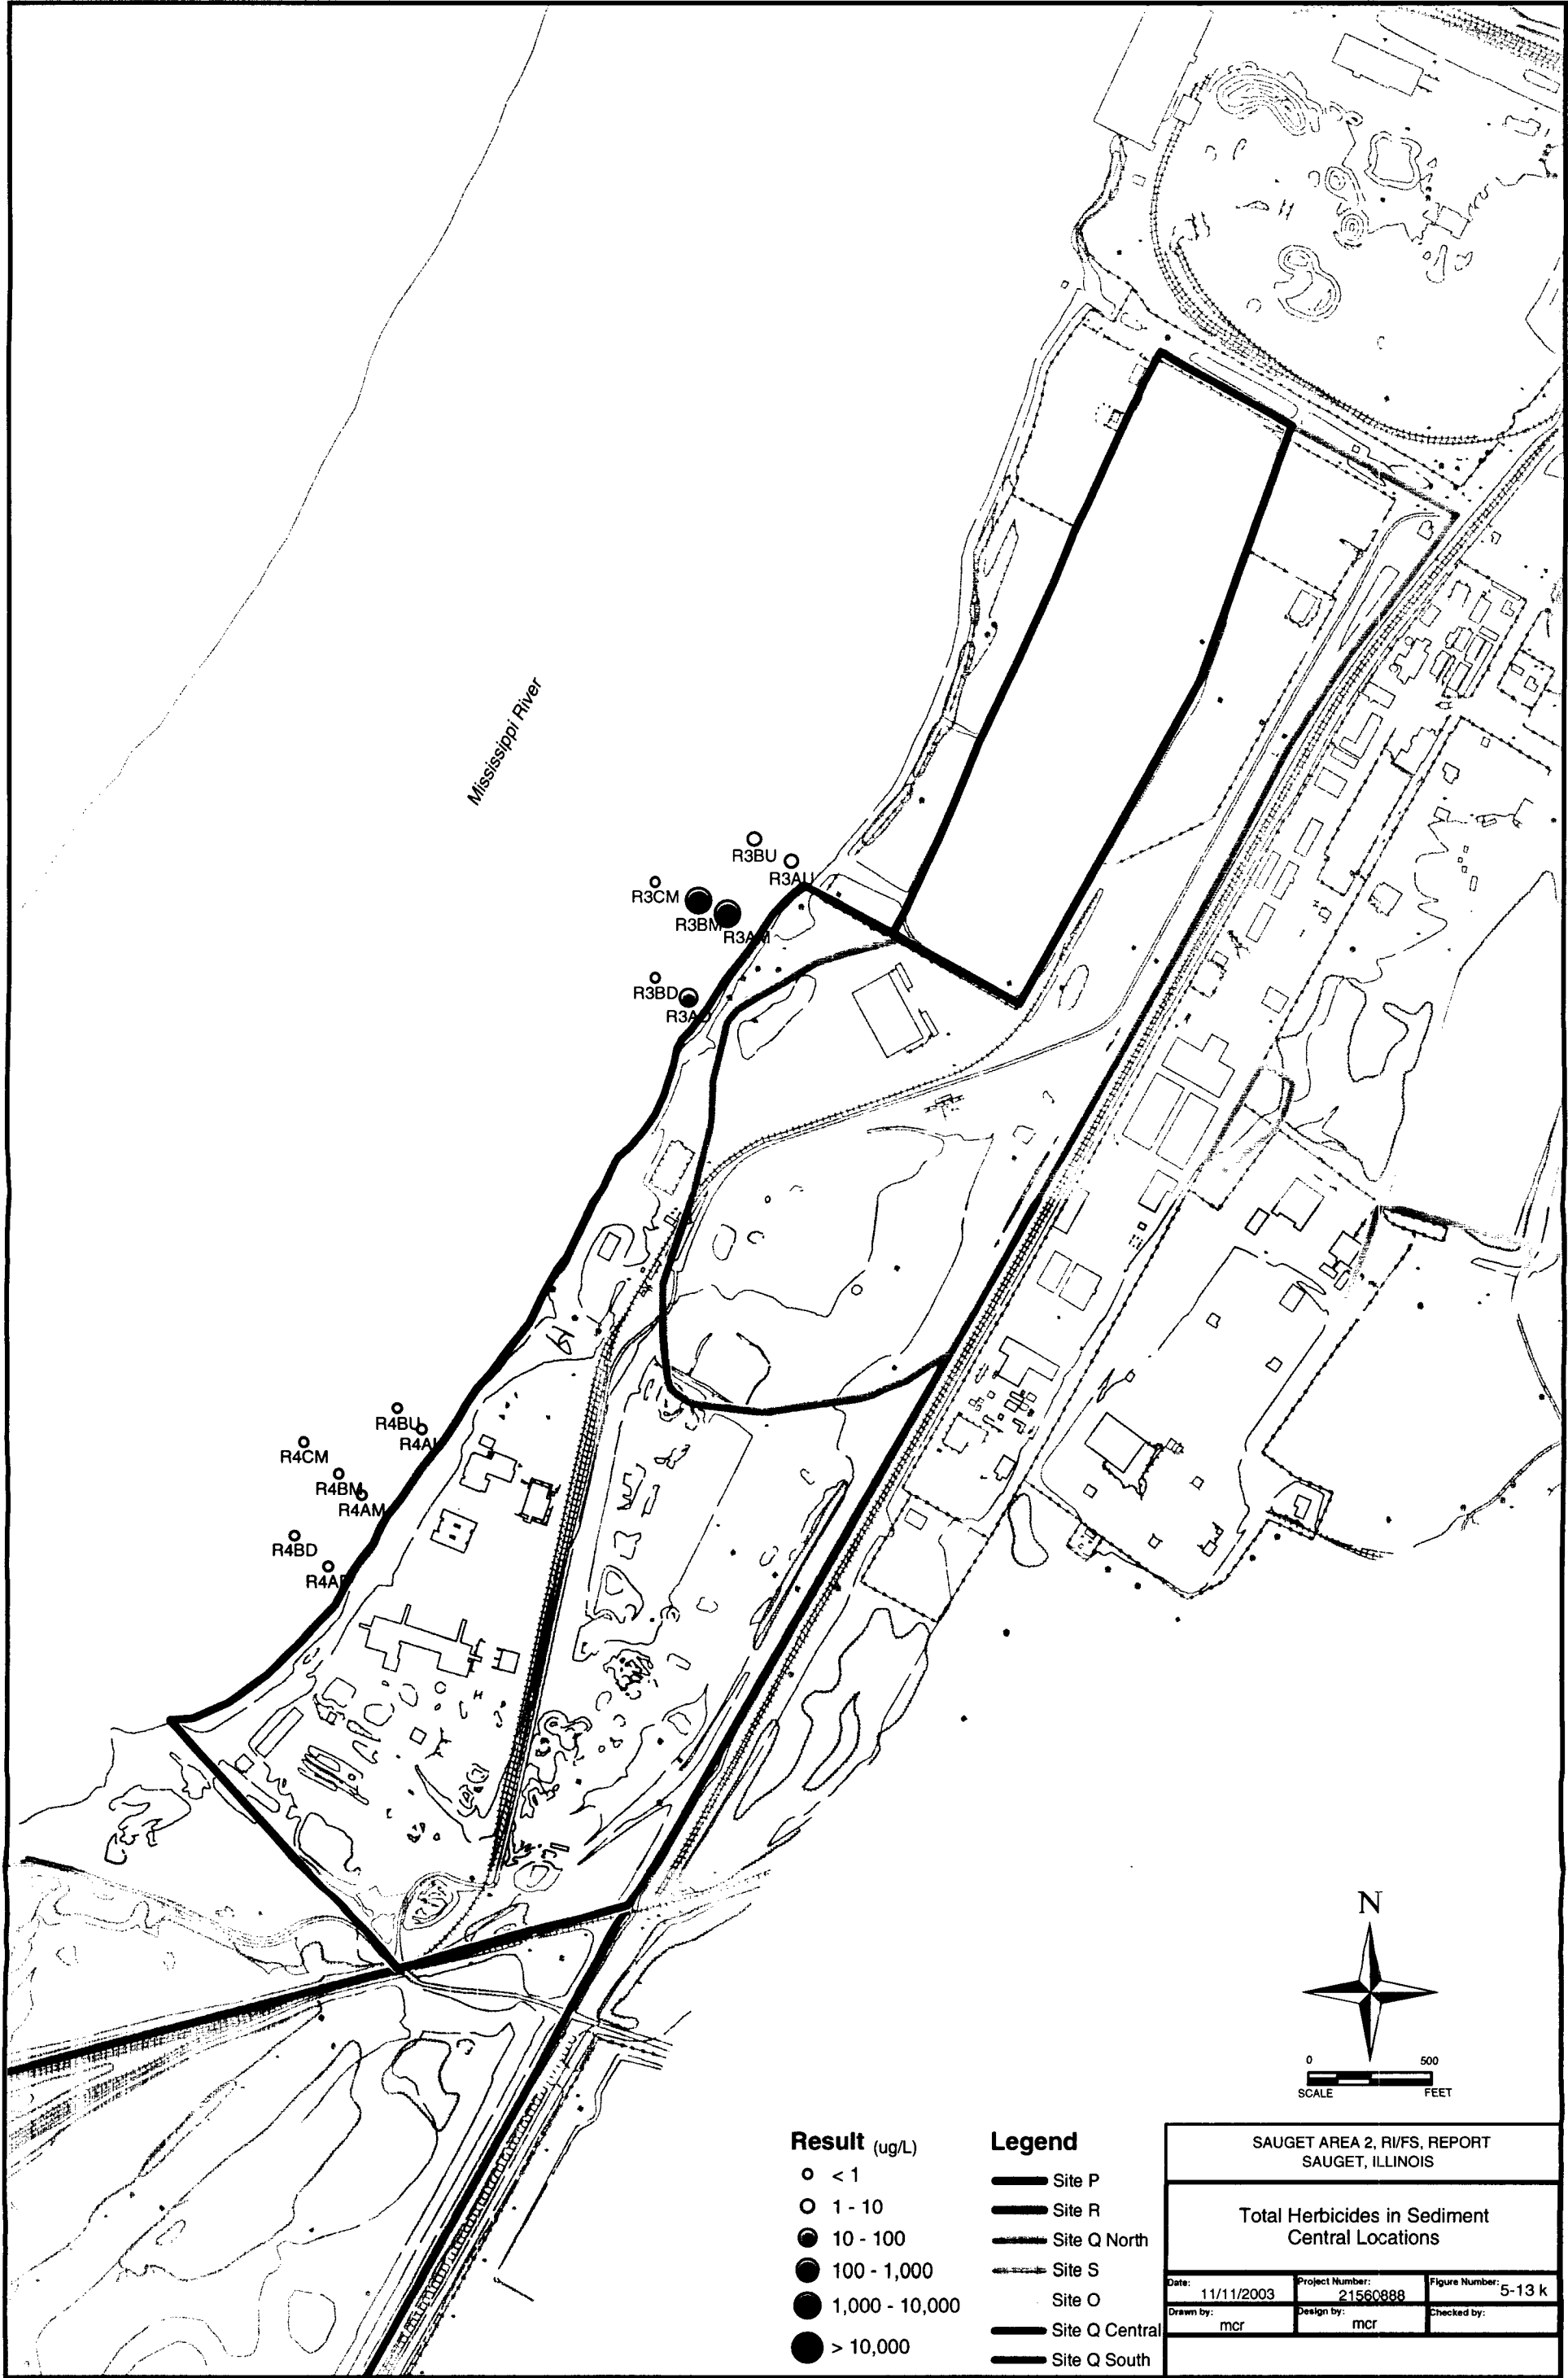 Mississippi River
R3BU
R3AU
R3CM
R3BM
R3AM
R3BD
R3AD
R4BU
R4CM
R4BM
R4AM
R4BD
N
0 500
SCALE FEET
Result (ug/L)
< 1
1 - 10
10 - 100
100 - 1,000
1,000 - 10,000
> 10,000
Legend
Site P
Site R
Site Q North
Site S
Site O
Site Q Central
Site Q South
SAUGET AREA 2, RI/FS, REPORT
SAUGET, ILLINOIS
Total Herbicides in Sediment
Central Locations
Date: 11/11/2003
Project Number: 21560888
Figure Number: 5-13 k
Drawn by: mcr
Design by: mcr
Checked by: